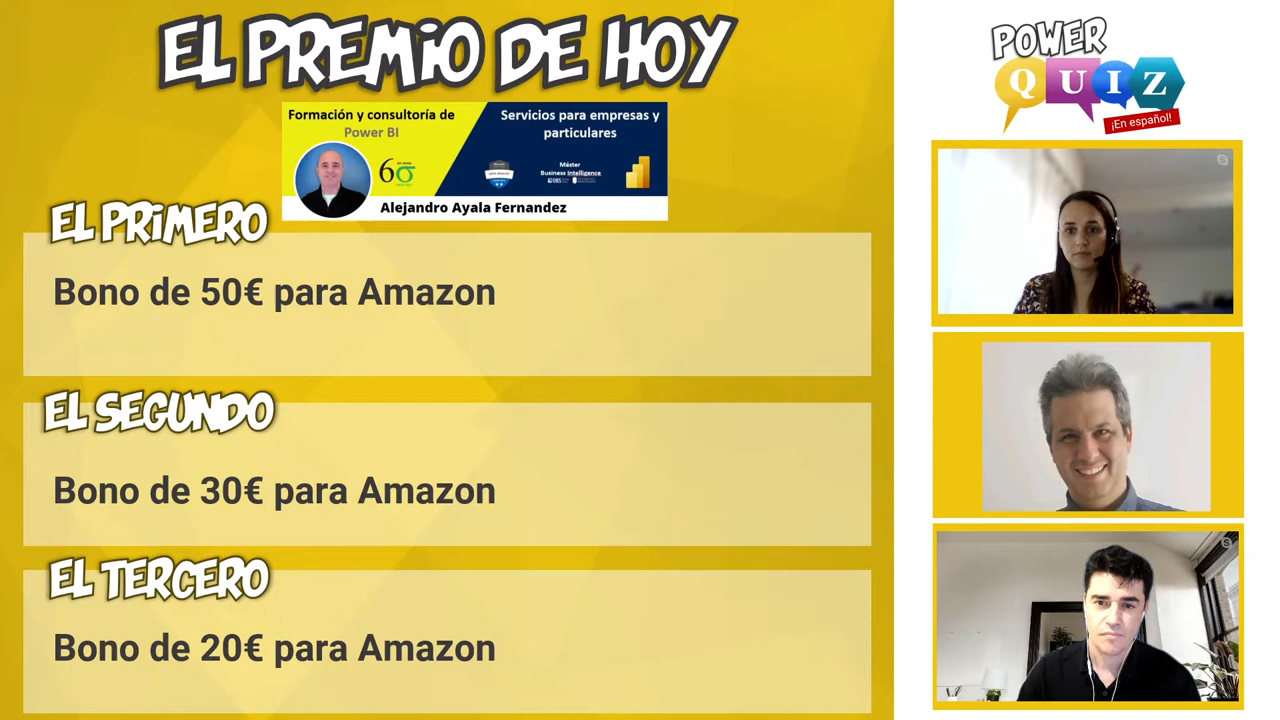 EL PREMIO DE HOY
Formación y consultoría de
Power BI
Servicios para empresas y
particulares
6σ
Máster
Business Intelligence
Alejandro Ayala Fernandez
EL PRIMERO
Bono de 50€ para Amazon
EL SEGUNDO
Bono de 30€ para Amazon
EL TERCERO
Bono de 20€ para Amazon
POWER
QUIZ
¡En español!